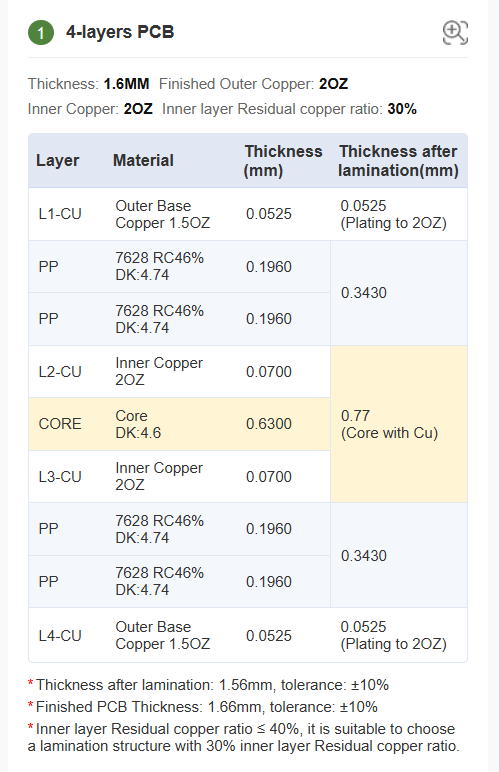 1 4-layers PCB
Thickness: 1.6MM Finished Outer Copper: 2OZ
Inner Copper: 2OZ Inner layer Residual copper ratio: 30%
Layer Material Thickness (mm) Thickness after lamination(mm)
L1-CU Outer Base Copper 1.5OZ 0.0525 0.0525 (Plating to 2OZ)
PP 7628 RC46% DK:4.74 0.1960 0.3430
PP 7628 RC46% DK:4.74 0.1960
L2-CU Inner Copper 2OZ 0.0700
CORE Core DK:4.6 0.6300 0.77 (Core with Cu)
L3-CU Inner Copper 2OZ 0.0700
PP 7628 RC46% DK:4.74 0.1960 0.3430
PP 7628 RC46% DK:4.74 0.1960
L4-CU Outer Base Copper 1.5OZ 0.0525 0.0525 (Plating to 2OZ)
*Thickness after lamination: 1.56mm, tolerance: ±10%
*Finished PCB Thickness: 1.66mm, tolerance: ±10%
*Inner layer Residual copper ratio ≤ 40%, it is suitable to choose
a lamination structure with 30% inner layer Residual copper ratio.